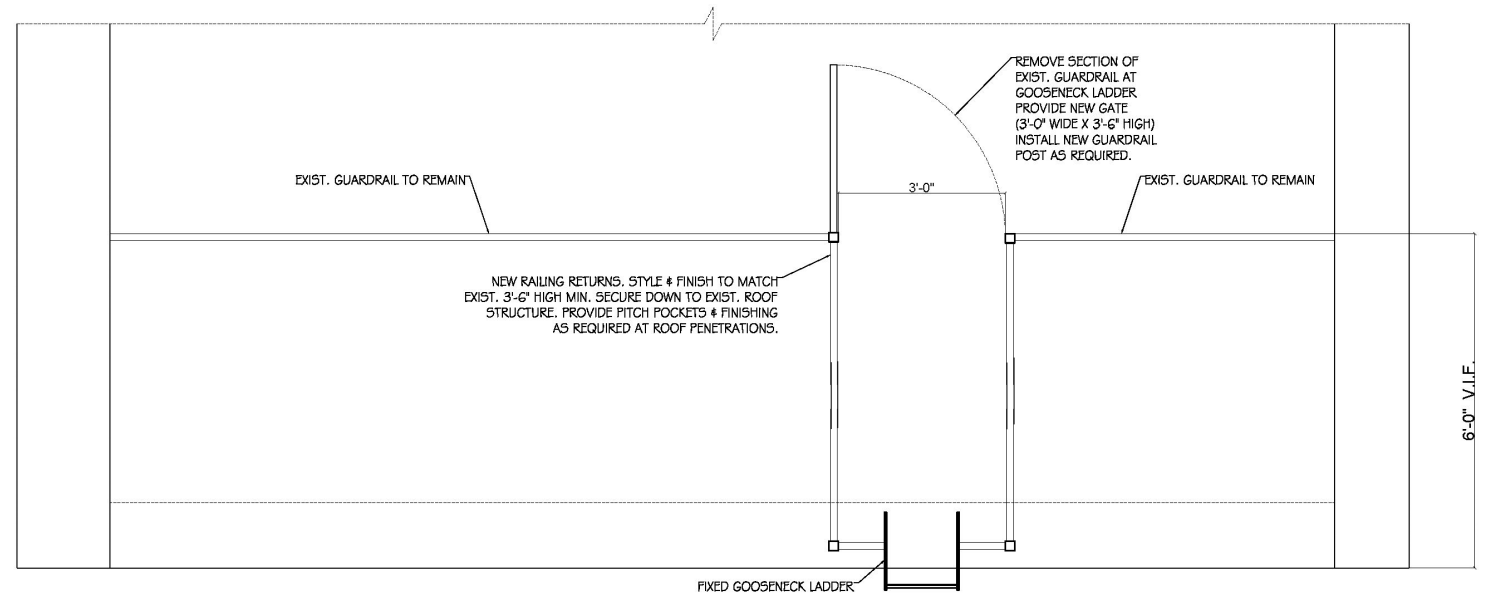 REMOVE SECTION OF
EXIST. GUARDRAIL AT
GOOSENECK LADDER
PROVIDE NEW GATE
(3'-0" WIDE X 3'-6" HIGH)
INSTALL NEW GUARDRAIL
POST AS REQUIRED.
EXIST. GUARDRAIL TO REMAIN
3'-0"
EXIST. GUARDRAIL TO REMAIN
NEW RAILING RETURNS. STYLE & FINISH TO MATCH
EXIST. 3'-6" HIGH MIN. SECURE DOWN TO EXIST. ROOF
STRUCTURE. PROVIDE PITCH POCKETS & FINISHING
AS REQUIRED AT ROOF PENETRATIONS.
6'-0" V.I.F.
FIXED GOOSENECK LADDER